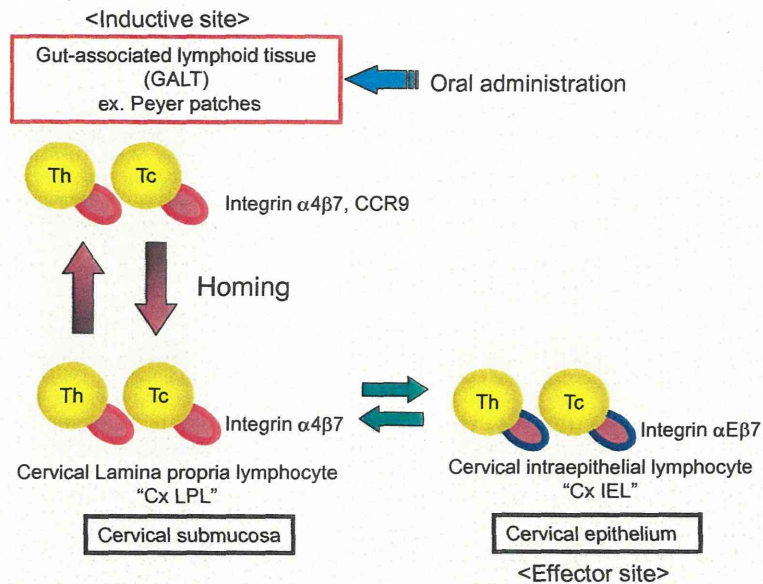 <Inductive site>
Gut-associated lymphoid tissue
(GALT)
ex. Peyer patches
Oral administration
Th
Tc
Integrin α4β7, CCR9
Homing
Th
Tc
Integrin α4β7
Th
Tc
Integrin αEβ7
Cervical Lamina propria lymphocyte
“Cx LPL”
Cervical submucosa
Cervical intraepithelial lymphocyte
“Cx IEL”
Cervical epithelium
<Effector site>